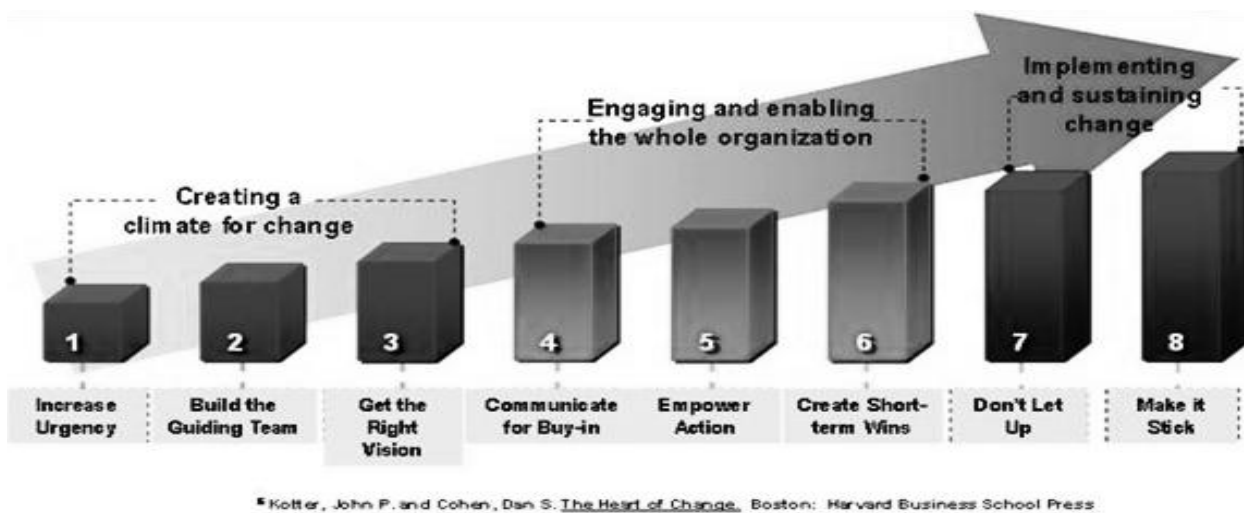 Implementing
and sustaining
change
Engaging and enabling
the whole organization
Creating a
climate for change
1
2
3
4
5
6
7
8
Increase
Urgency
Build the
Guiding Team
Get the
Right
Vision
Communicate
for Buy-in
Empower
Action
Create Short-
term Wins
Don't Let
Up
Make it
Stick
Kotter, John P. and Cohen, Dan S. The Heart of Change. Boston: Harvard Business School Press